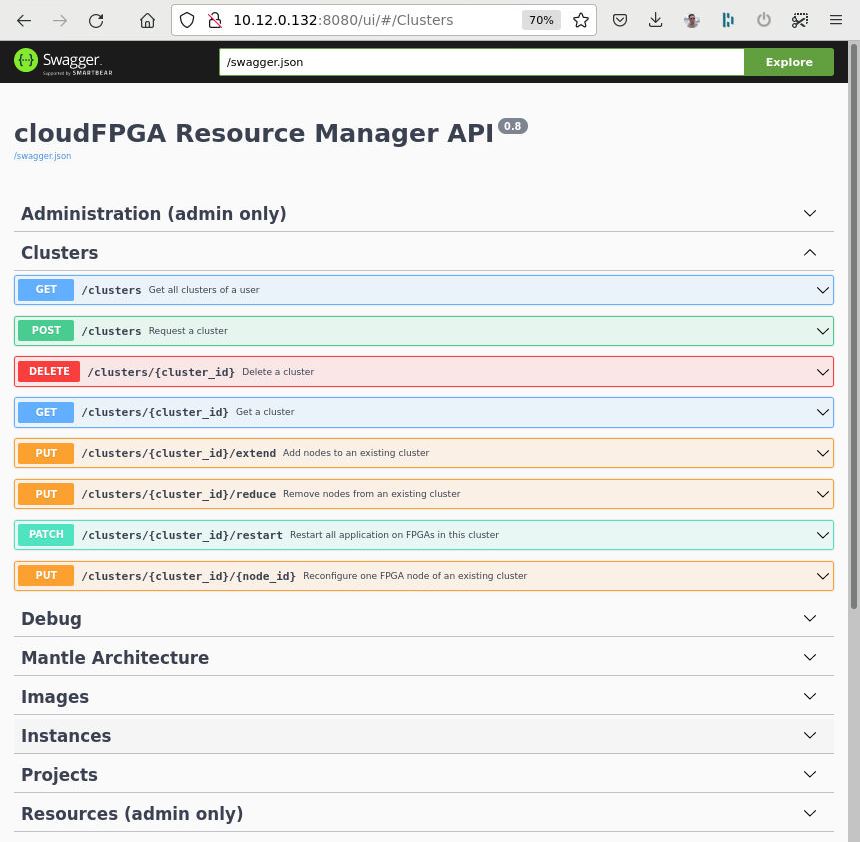 10.12.0.132:8080/ui/#/Clusters 70%
Swagger.
Supported by SMARTBEAR
/swagger.json Explore
cloudFPGA Resource Manager API 0.8
/swagger.json
Administration (admin only)
Clusters
GET /clusters Get all clusters of a user
POST /clusters Request a cluster
DELETE /clusters/{cluster_id} Delete a cluster
GET /clusters/{cluster_id} Get a cluster
PUT /clusters/{cluster_id}/extend Add nodes to an existing cluster
PUT /clusters/{cluster_id}/reduce Remove nodes from an existing cluster
PATCH /clusters/{cluster_id}/restart Restart all application on FPGAs in this cluster
PUT /clusters/{cluster_id}/{node_id} Reconfigure one FPGA node of an existing cluster
Debug
Mantle Architecture
Images
Instances
Projects
Resources (admin only)